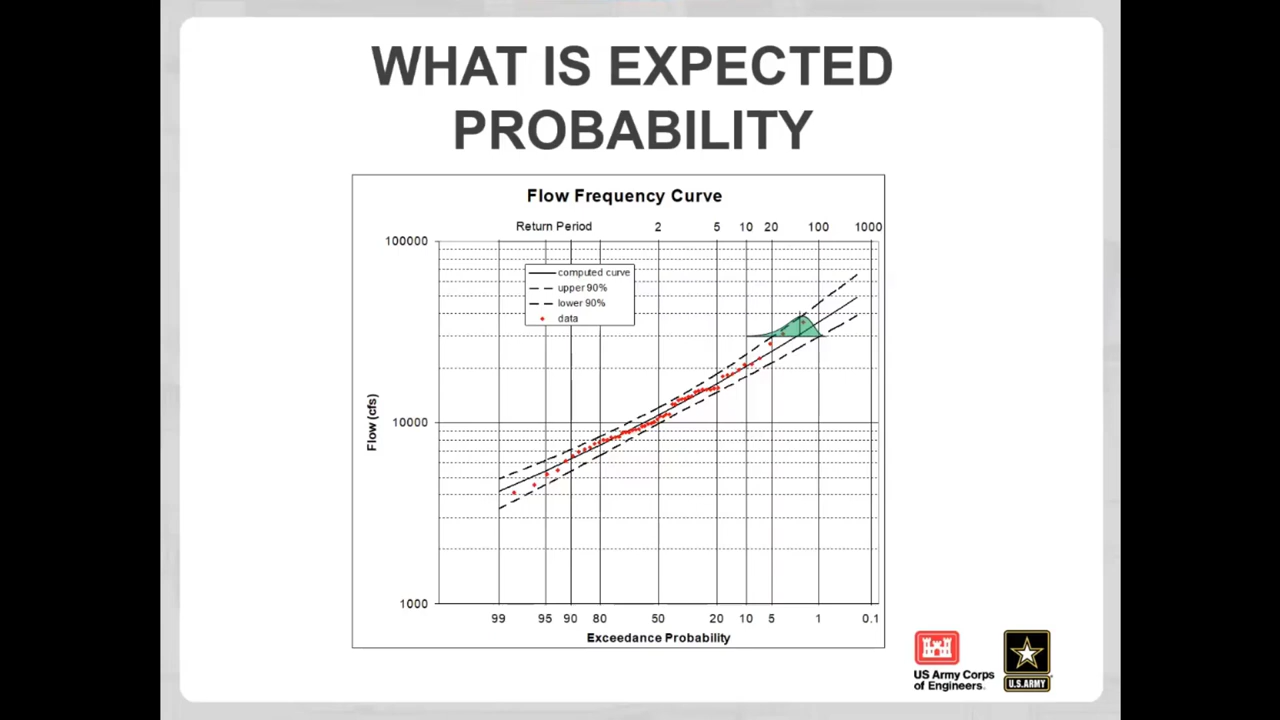 WHAT IS EXPECTED
PROBABILITY
Flow Frequency Curve
Return Period 2 5 10 20 100 1000
100000
computed curve
upper 90%
lower 90%
data
Flow (cfs)
10000
1000
99 95 90 80 50 20 10 5 1 0.1
Exceedance Probability
US Army Corps
of Engineers.
U.S.ARMY